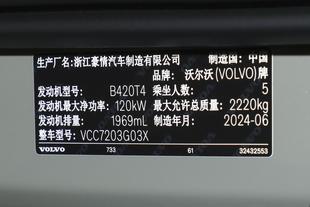 生产厂名: 浙江豪情汽车制造有限公司 制造国: 中国
品牌: 沃尔沃(VOLVO)牌
发动机型号: B420T4 乘坐人数: 5
发动机最大净功率: 120kW 最大允许总质量: 2220kg
发动机排量: 1969mL 制造年月: 2024-06
整车型号: VCC7203G03X
VOLVO 733 61 32432553